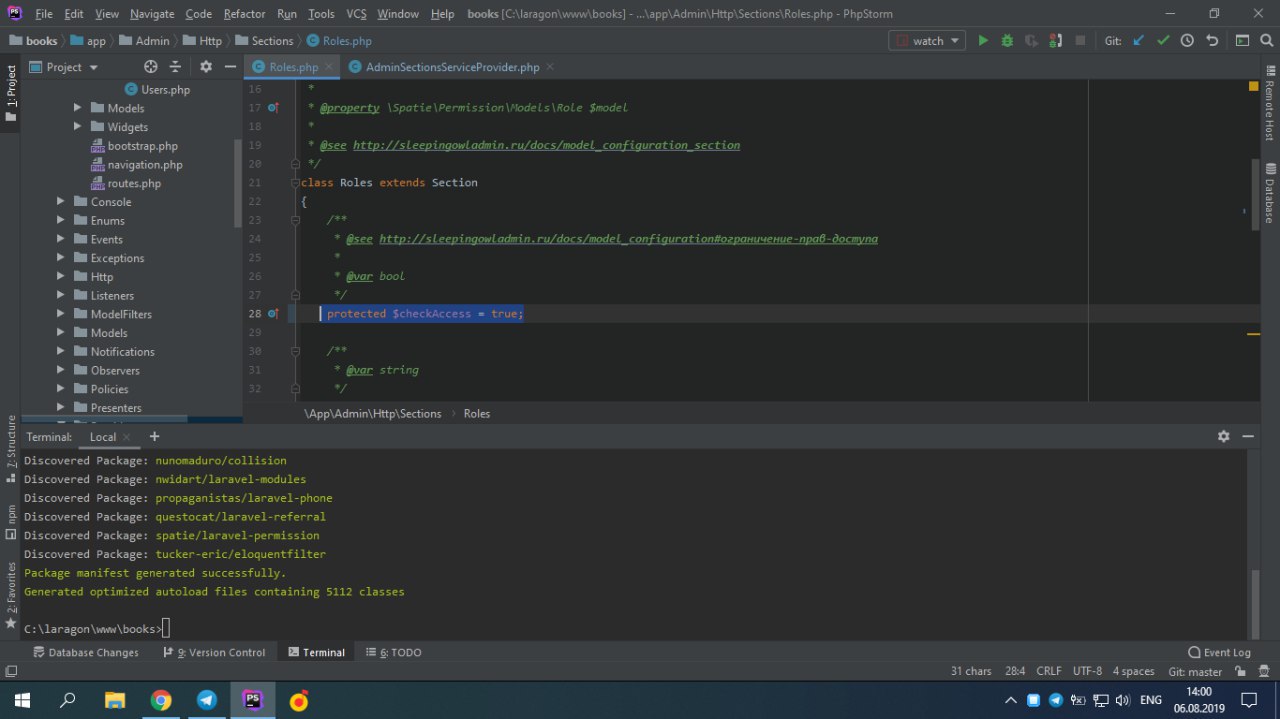 File Edit View Navigate Code Refactor Run Tools VCS Window Help books [C:\laragon\www\books] - ...\app\Admin\Http\Sections\Roles.php - PhpStorm
books app Admin Http Sections Roles.php watch Git:
1: Project
Project
Roles.php AdminSectionsServiceProvider.php
Users.php
Models
Widgets
bootstrap.php
navigation.php
routes.php
Console
Enums
Events
Exceptions
Http
Listeners
ModelFilters
Models
Notifications
Observers
Policies
Presenters
16 *
17 * @property \Spatie\Permission\Models\Role $model
18 *
19 * @see http://sleepingowladmin.ru/docs/model_configuration_section
20 */
21 class Roles extends Section
22 {
23 /**
24 * @see http://sleepingowladmin.ru/docs/model_configuration#ограничение-прав-доступа
25 *
26 * @var bool
27 */
28 protected $checkAccess = true;
29
30 /**
31 * @var string
32 */
\App\Admin\Http\Sections Roles
Remote Host
Database
Z: Structure
npm
2: Favorites
Terminal: Local +
Discovered Package: nunomaduro/collision
Discovered Package: nwidart/laravel-modules
Discovered Package: propaganistas/laravel-phone
Discovered Package: questocat/laravel-referral
Discovered Package: spatie/laravel-permission
Discovered Package: tucker-eric/eloquentfilter
Package manifest generated successfully.
Generated optimized autoload files containing 5112 classes
C:\laragon\www\books>
Database Changes 9: Version Control Terminal 6: TODO Event Log
31 chars 28:4 CRLF UTF-8 4 spaces Git: master
PS ENG 14:00
06.08.2019